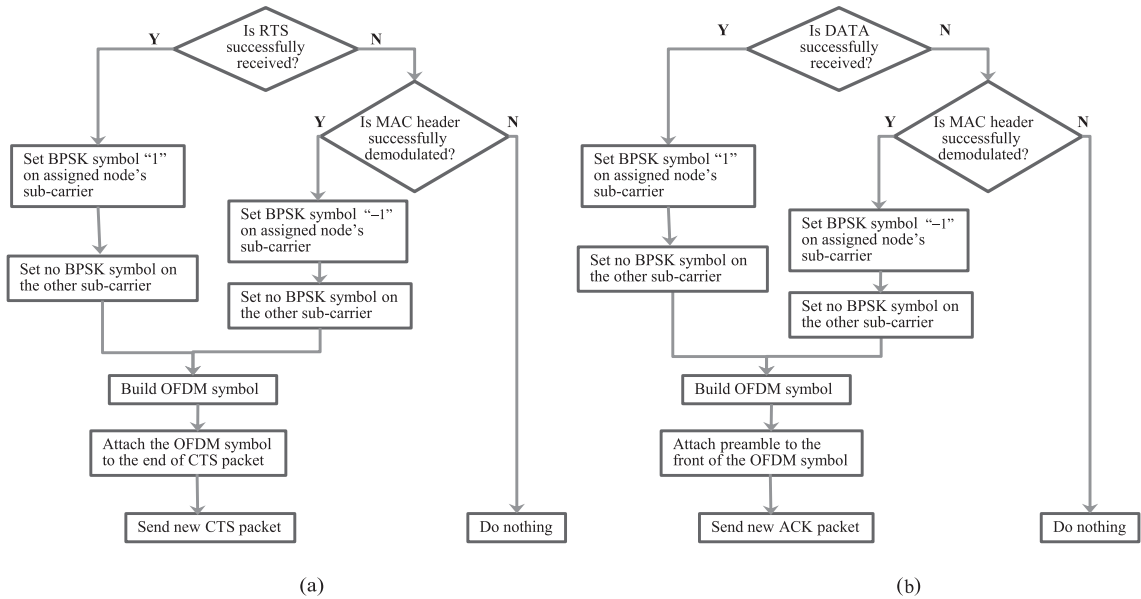 Is RTS
successfully
received?
Y
N
Is MAC header
successfully
demodulated?
Y
N
Set BPSK symbol “1”
on assigned node’s
sub-carrier
Set BPSK symbol “–1”
on assigned node’s
sub-carrier
Set no BPSK symbol on
the other sub-carrier
Set no BPSK symbol on
the other sub-carrier
Build OFDM symbol
Attach the OFDM symbol
to the end of CTS packet
Send new CTS packet
Do nothing
(a)
Is DATA
successfully
received?
Y
N
Is MAC header
successfully
demodulated?
Y
N
Set BPSK symbol “1”
on assigned node’s
sub-carrier
Set BPSK symbol “–1”
on assigned node’s
sub-carrier
Set no BPSK symbol on
the other sub-carrier
Set no BPSK symbol on
the other sub-carrier
Build OFDM symbol
Attach preamble to the
front of the OFDM symbol
Send new ACK packet
Do nothing
(b)